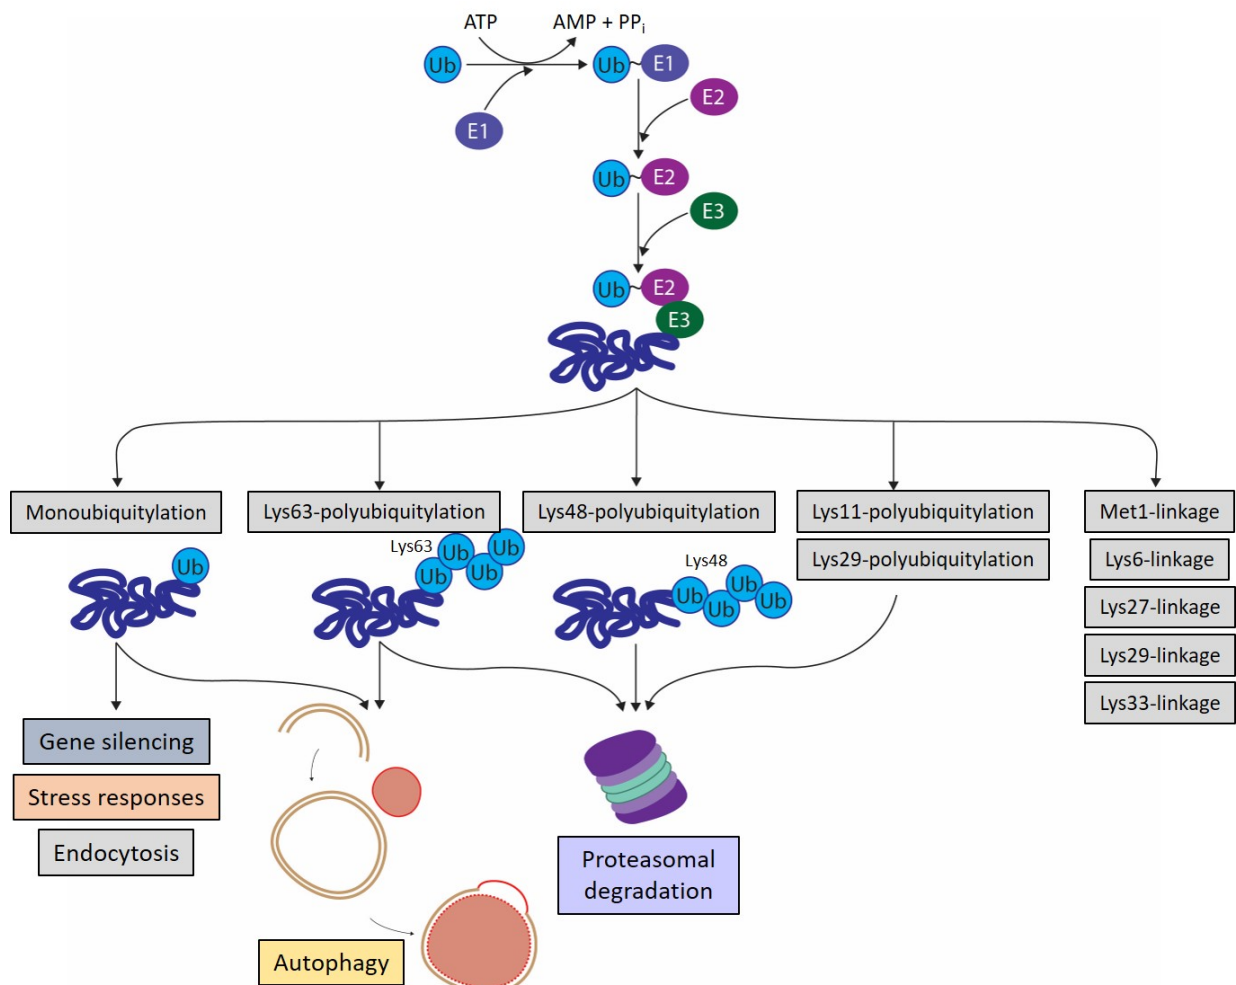 ATP
AMP + PPi
Ub
Ub
E1
E1
E2
Ub
E2
E3
Ub
E2
E3
Monoubiquitylation
Lys63-polyubiquitylation
Lys48-polyubiquitylation
Lys11-polyubiquitylation
Met1-linkage
Lys29-polyubiquitylation
Lys6-linkage
Lys27-linkage
Lys29-linkage
Lys33-linkage
Ub
Lys63
Ub
Ub
Ub
Ub
Lys48
Ub
Ub
Ub
Ub
Gene silencing
Stress responses
Endocytosis
Proteasomal
degradation
Autophagy